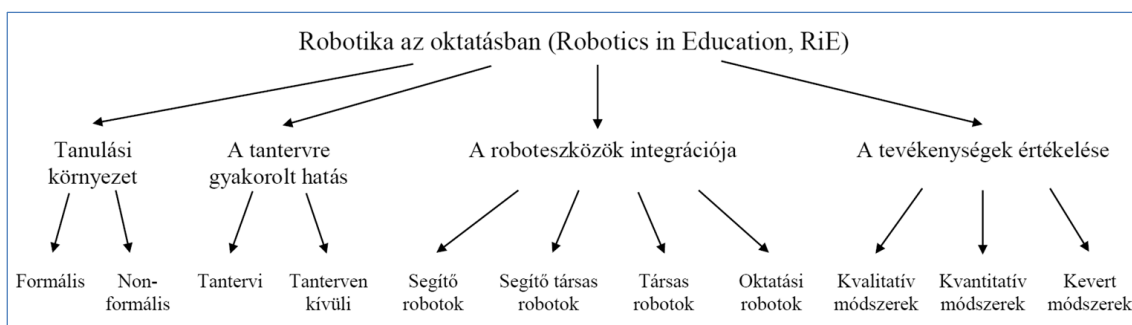 Robotika az oktatásban (Robotics in Education, RiE)
Tanulási
környezet
A tantervre
gyakorolt hatás
A roboteszközök integrációja
A tevékenységek értékelése
Formális
Non-
formális
Tantervi
Tanterven
kívüli
Segítő
robotok
Segítő társas
robotok
Társas
robotok
Oktatási
robotok
Kvalitatív
módszerek
Kvantitatív
módszerek
Kevert
módszerek